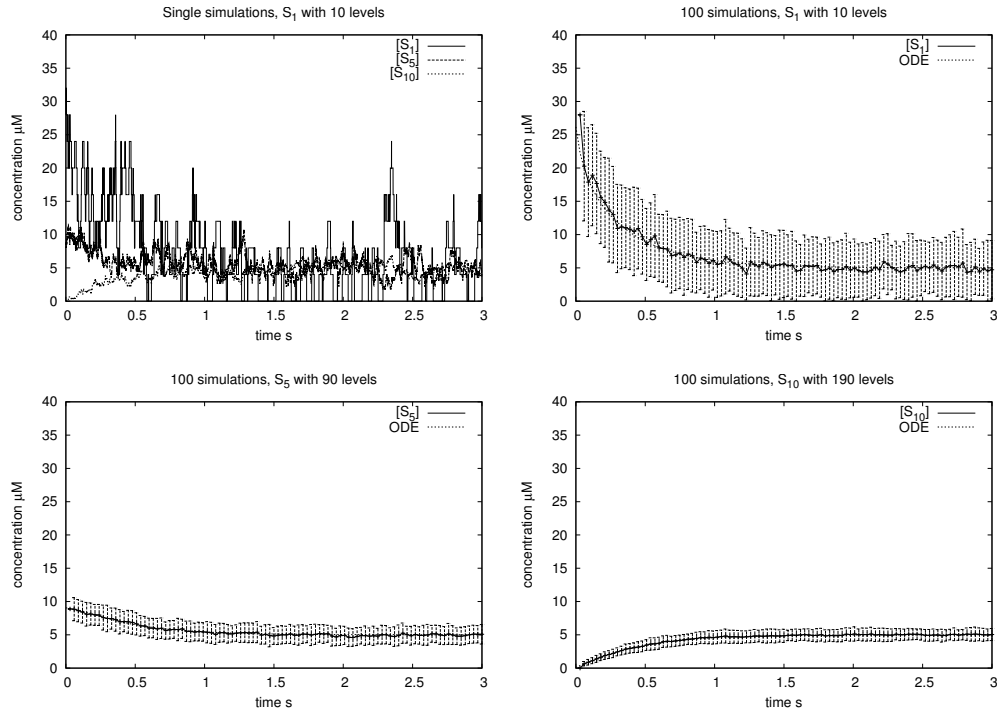 Single simulations, S1 with 10 levels
40
35
30
25
20
15
10
5
0
concentration μM
[S1]
[S5]
[S10]
0 0.5 1 1.5 2 2.5 3
time s
100 simulations, S1 with 10 levels
40
35
30
25
20
15
10
5
0
concentration μM
[S1]
ODE
0 0.5 1 1.5 2 2.5 3
time s
100 simulations, S5 with 90 levels
40
35
30
25
20
15
10
5
0
concentration μM
[S5]
ODE
0 0.5 1 1.5 2 2.5 3
time s
100 simulations, S10 with 190 levels
40
35
30
25
20
15
10
5
0
concentration μM
[S10]
ODE
0 0.5 1 1.5 2 2.5 3
time s